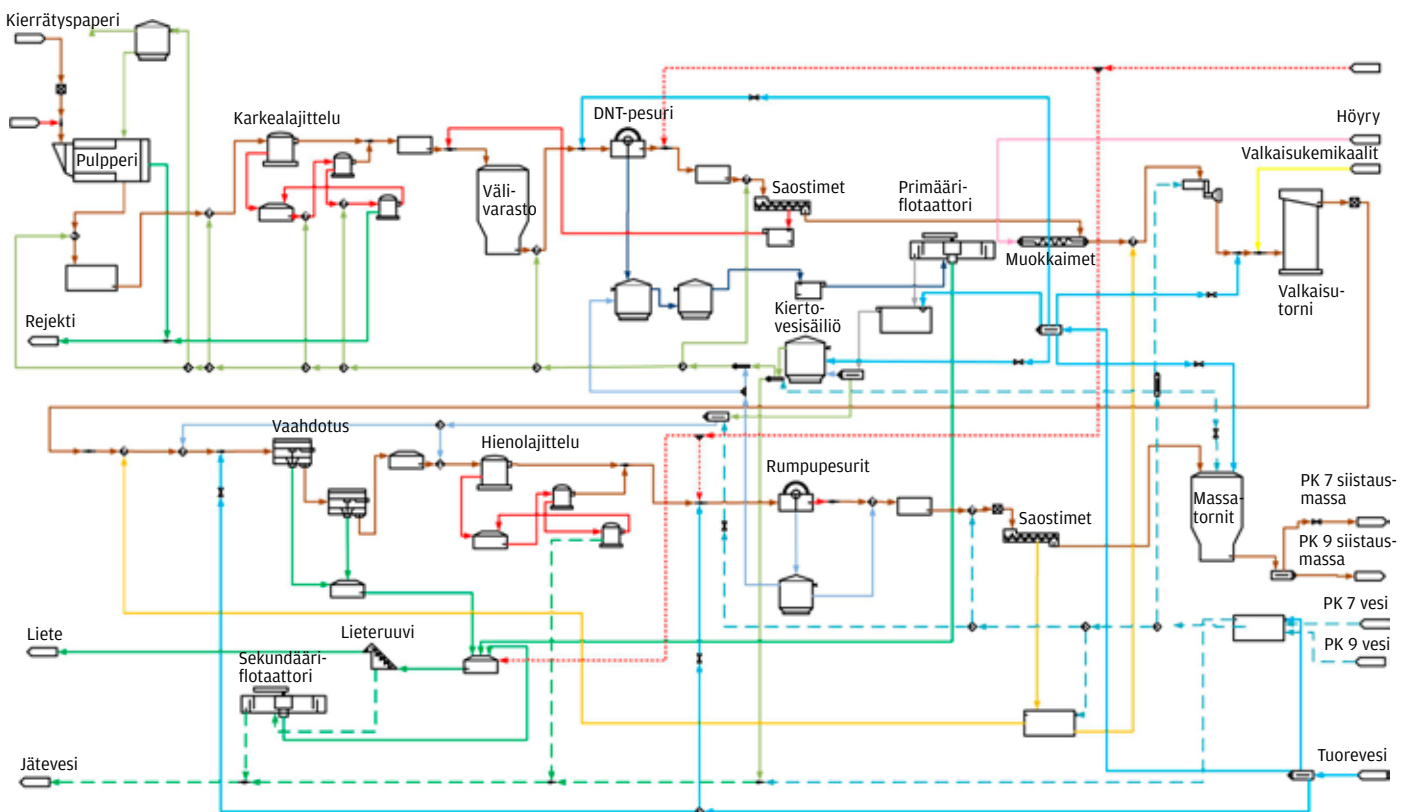 Kierrätyspaperi
Karkealajittelu
DNT-pesuri
Höyry
Valkaisukemikaalit
Pulpperi
Väli-
varasto
Saostimet
Primääri-
flotaattori
Muokkaimet
Valkaisu-
torni
Kierto-
vesisäiliö
Rejekti
Vaahdotus
Hienolajittelu
Rumpupesurit
Saostimet
Massa-
tornit
PK 7 siistaus-
massa
PK 9 siistaus-
massa
PK 7 vesi
PK 9 vesi
Liete
Lieteruuvi
Sekundääri-
flotaattori
Jätevesi
Tuorevesi